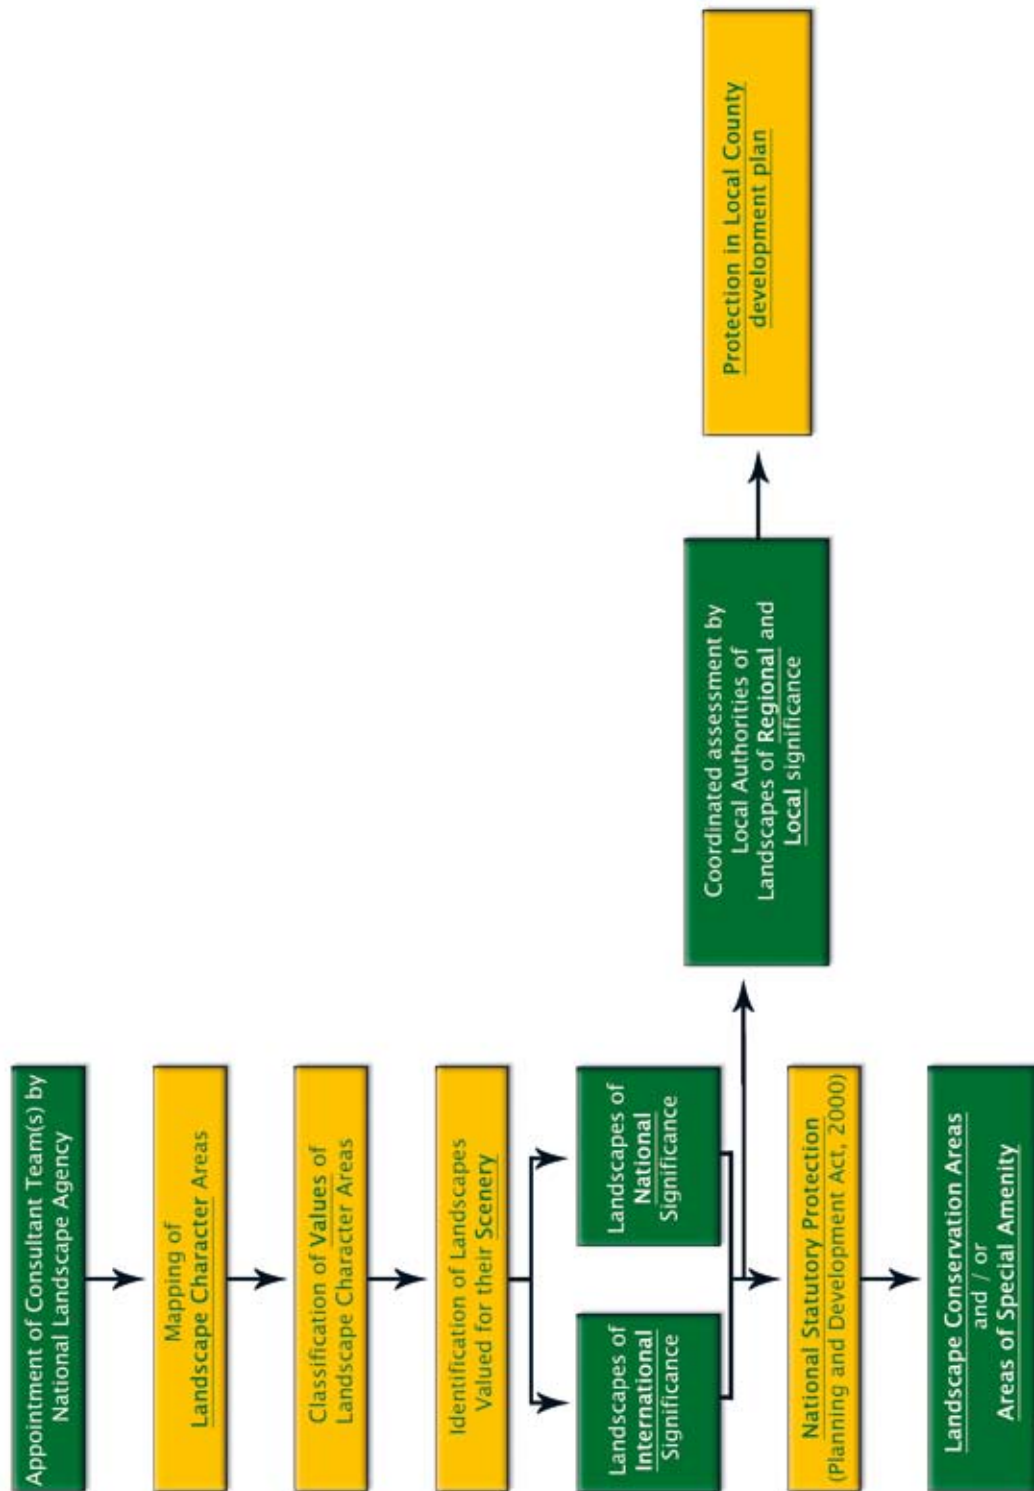 Appointment of Consultant Team(s) by
National Landscape Agency
Mapping of
Landscape Character Areas
Classification of Values of
Landscape Character Areas
Identification of Landscapes
Valued for their Scenery
Landscapes of
International
Significance
Landscapes of
National
Significance
National Statutory Protection
(Planning and Development Act, 2000)
Landscape Conservation Areas
and / or
Areas of Special Amenity
Coordinated assessment by
Local Authorities of
Landscapes of Regional and
Local significance
Protection in Local County
development plan